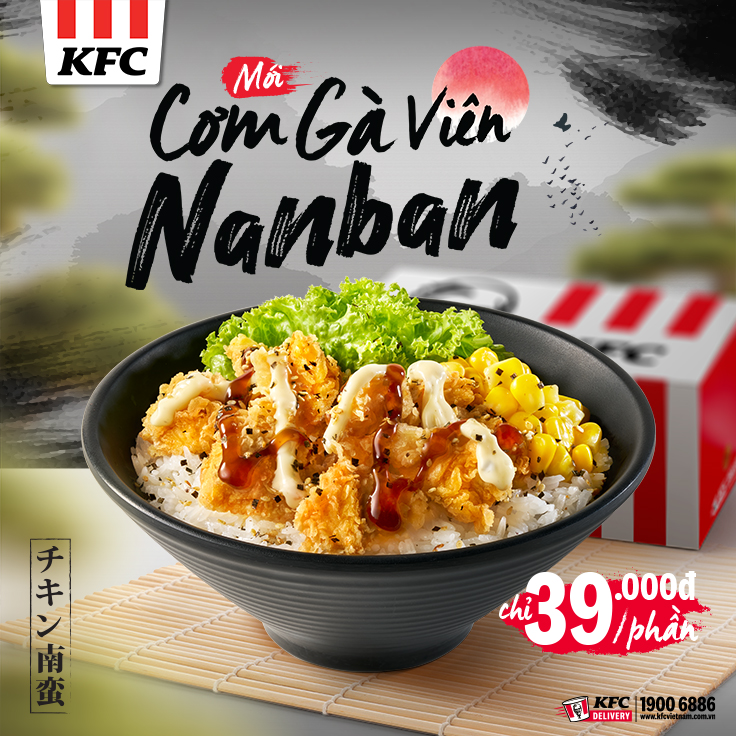 KFC
Mới
Cơm Gà Viên
Nanban
KFC
チキン南蛮
chỉ 39.000đ
/phần
KFC
DELIVERY
1900 6886
www.kfcvietnam.com.vn